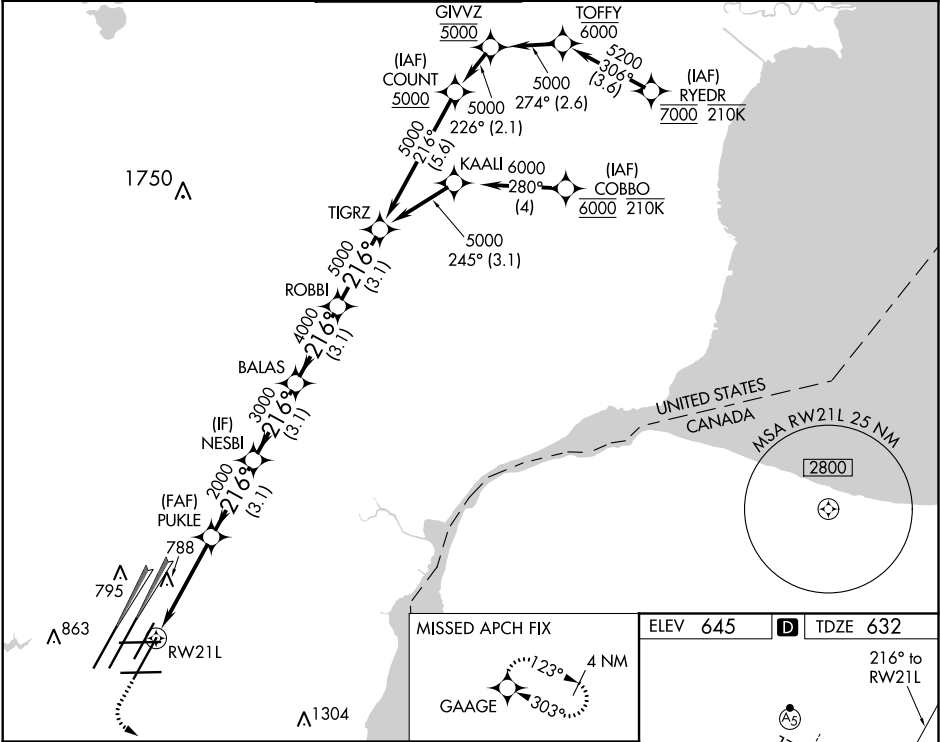 GIVVZ
5000
TOFFY
6000
(IAF)
COUNT
5000
5200
306°
(3.6)
(IAF)
RYEDR
7000 210K
5000
274° (2.6)
5000
226° (2.1)
5000
216°
(5.6)
1750
KAALI
6000
280°
(4)
(IAF)
COBBO
6000 210K
TIGRZ
5000
245° (3.1)
5000
216°
(3.1)
ROBBI
4000
216°
(3.1)
BALAS
3000
216°
(3.1)
UNITED STATES
CANADA
(IF)
NESBI
MSA RW21L 25 NM
2800
2000
216°
(3.1)
(FAF)
PUKLE
788
795
863
RW21L
1304
MISSED APCH FIX
123°
4 NM
GAAGE
303°
ELEV 645 D TDZE 632
216° to
RW21L
A5